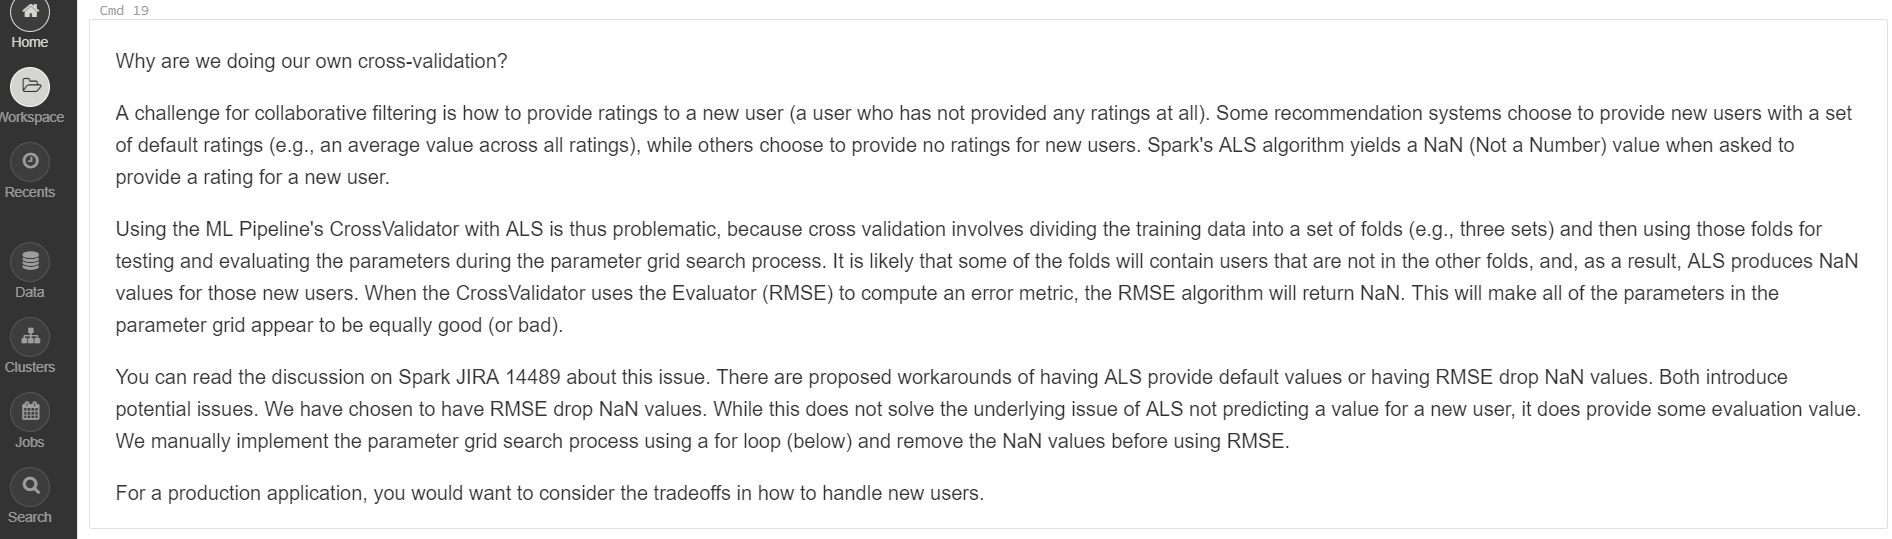 Cmd 19
Home
Workspace
Recents
Data
Clusters
Jobs
Search
Why are we doing our own cross-validation?
A challenge for collaborative filtering is how to provide ratings to a new user (a user who has not provided any ratings at all). Some recommendation systems choose to provide new users with a set
of default ratings (e.g., an average value across all ratings), while others choose to provide no ratings for new users. Spark's ALS algorithm yields a NaN (Not a Number) value when asked to
provide a rating for a new user.
Using the ML Pipeline's CrossValidator with ALS is thus problematic, because cross validation involves dividing the training data into a set of folds (e.g., three sets) and then using those folds for
testing and evaluating the parameters during the parameter grid search process. It is likely that some of the folds will contain users that are not in the other folds, and, as a result, ALS produces NaN
values for those new users. When the CrossValidator uses the Evaluator (RMSE) to compute an error metric, the RMSE algorithm will return NaN. This will make all of the parameters in the
parameter grid appear to be equally good (or bad).
You can read the discussion on Spark JIRA 14489 about this issue. There are proposed workarounds of having ALS provide default values or having RMSE drop NaN values. Both introduce
potential issues. We have chosen to have RMSE drop NaN values. While this does not solve the underlying issue of ALS not predicting a value for a new user, it does provide some evaluation value.
We manually implement the parameter grid search process using a for loop (below) and remove the NaN values before using RMSE.
For a production application, you would want to consider the tradeoffs in how to handle new users.